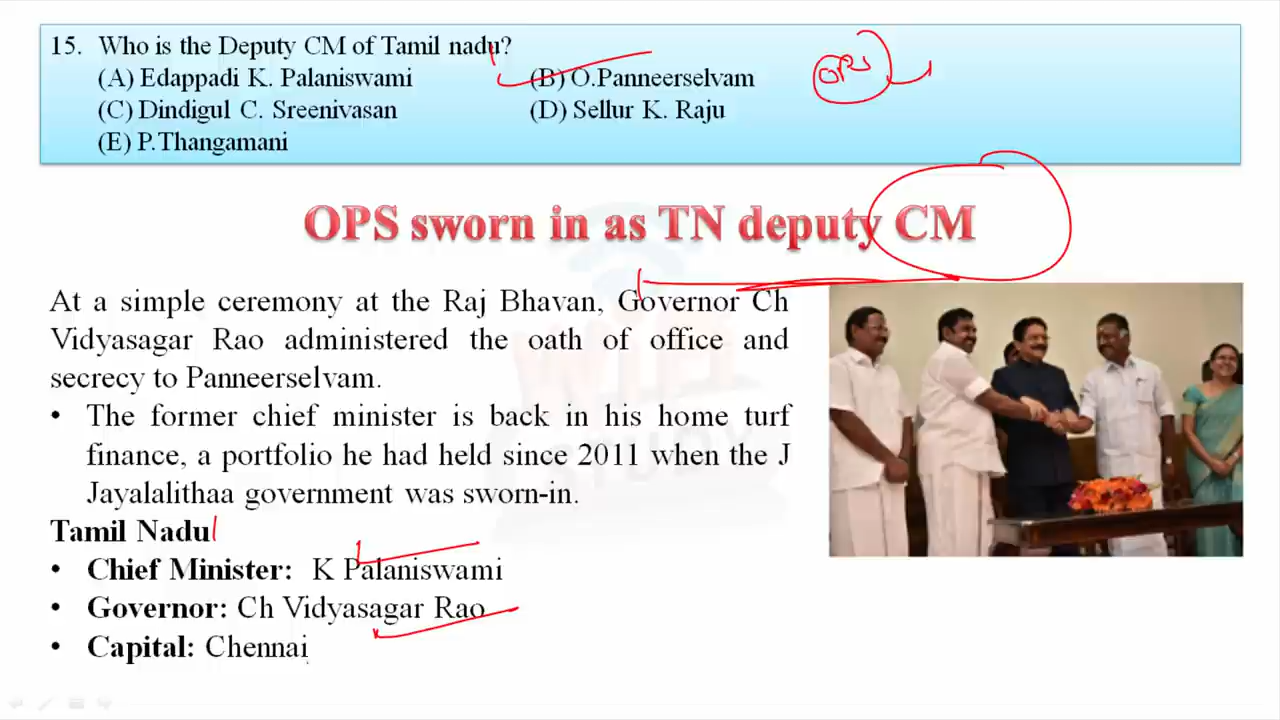 15. Who is the Deputy CM of Tamil nadu?
(A) Edappadi K. Palaniswami (B) O.Panneerselvam
OPS
(C) Dindigul C. Sreenivasan (D) Sellur K. Raju
(E) P.Thangamani
OPS sworn in as TN deputy CM
At a simple ceremony at the Raj Bhavan, Governor Ch
Vidyasagar Rao administered the oath of office and
secrecy to Panneerselvam.
• The former chief minister is back in his home turf
finance, a portfolio he had held since 2011 when the J
Jayalalithaa government was sworn-in.
Tamil Nadu
• Chief Minister: K Palaniswami
• Governor: Ch Vidyasagar Rao
• Capital: Chennai
WiFi
STUDY